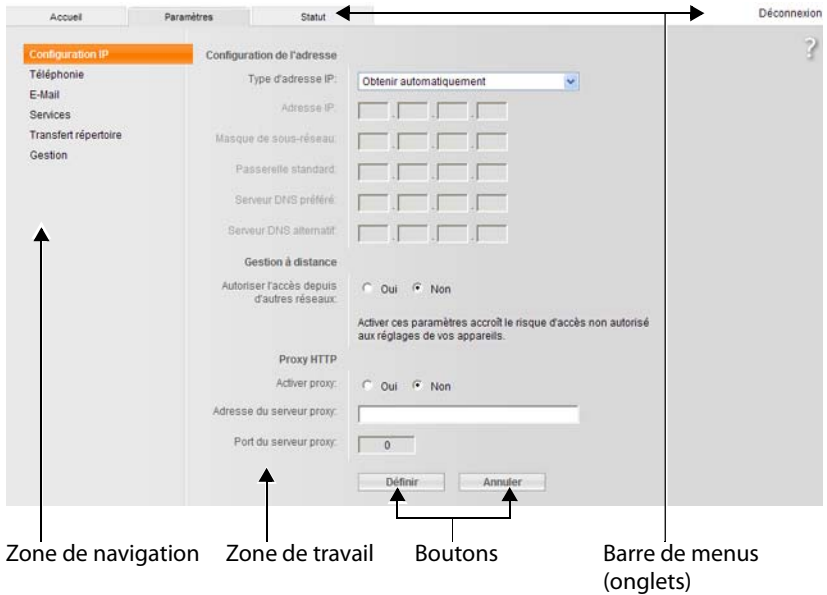 Accueil Paramètres Statut Déconnexion
?
Configuration IP
Téléphonie
E-Mail
Services
Transfert répertoire
Gestion
Configuration de l'adresse
Type d'adresse IP: Obtenir automatiquement
Adresse IP: . . .
Masque de sous-réseau: . . .
Passerelle standard: . . .
Serveur DNS préféré: . . .
Serveur DNS alternatif: . . .
Gestion à distance
Autoriser l'accès depuis
d'autres réseaux: Oui Non
Activer ces paramètres accroît le risque d'accès non autorisé
aux réglages de vos appareils.
Proxy HTTP
Activer proxy: Oui Non
Adresse du serveur proxy:
Port du serveur proxy: 0
Définir Annuler
Zone de navigation Zone de travail Boutons Barre de menus
(onglets)